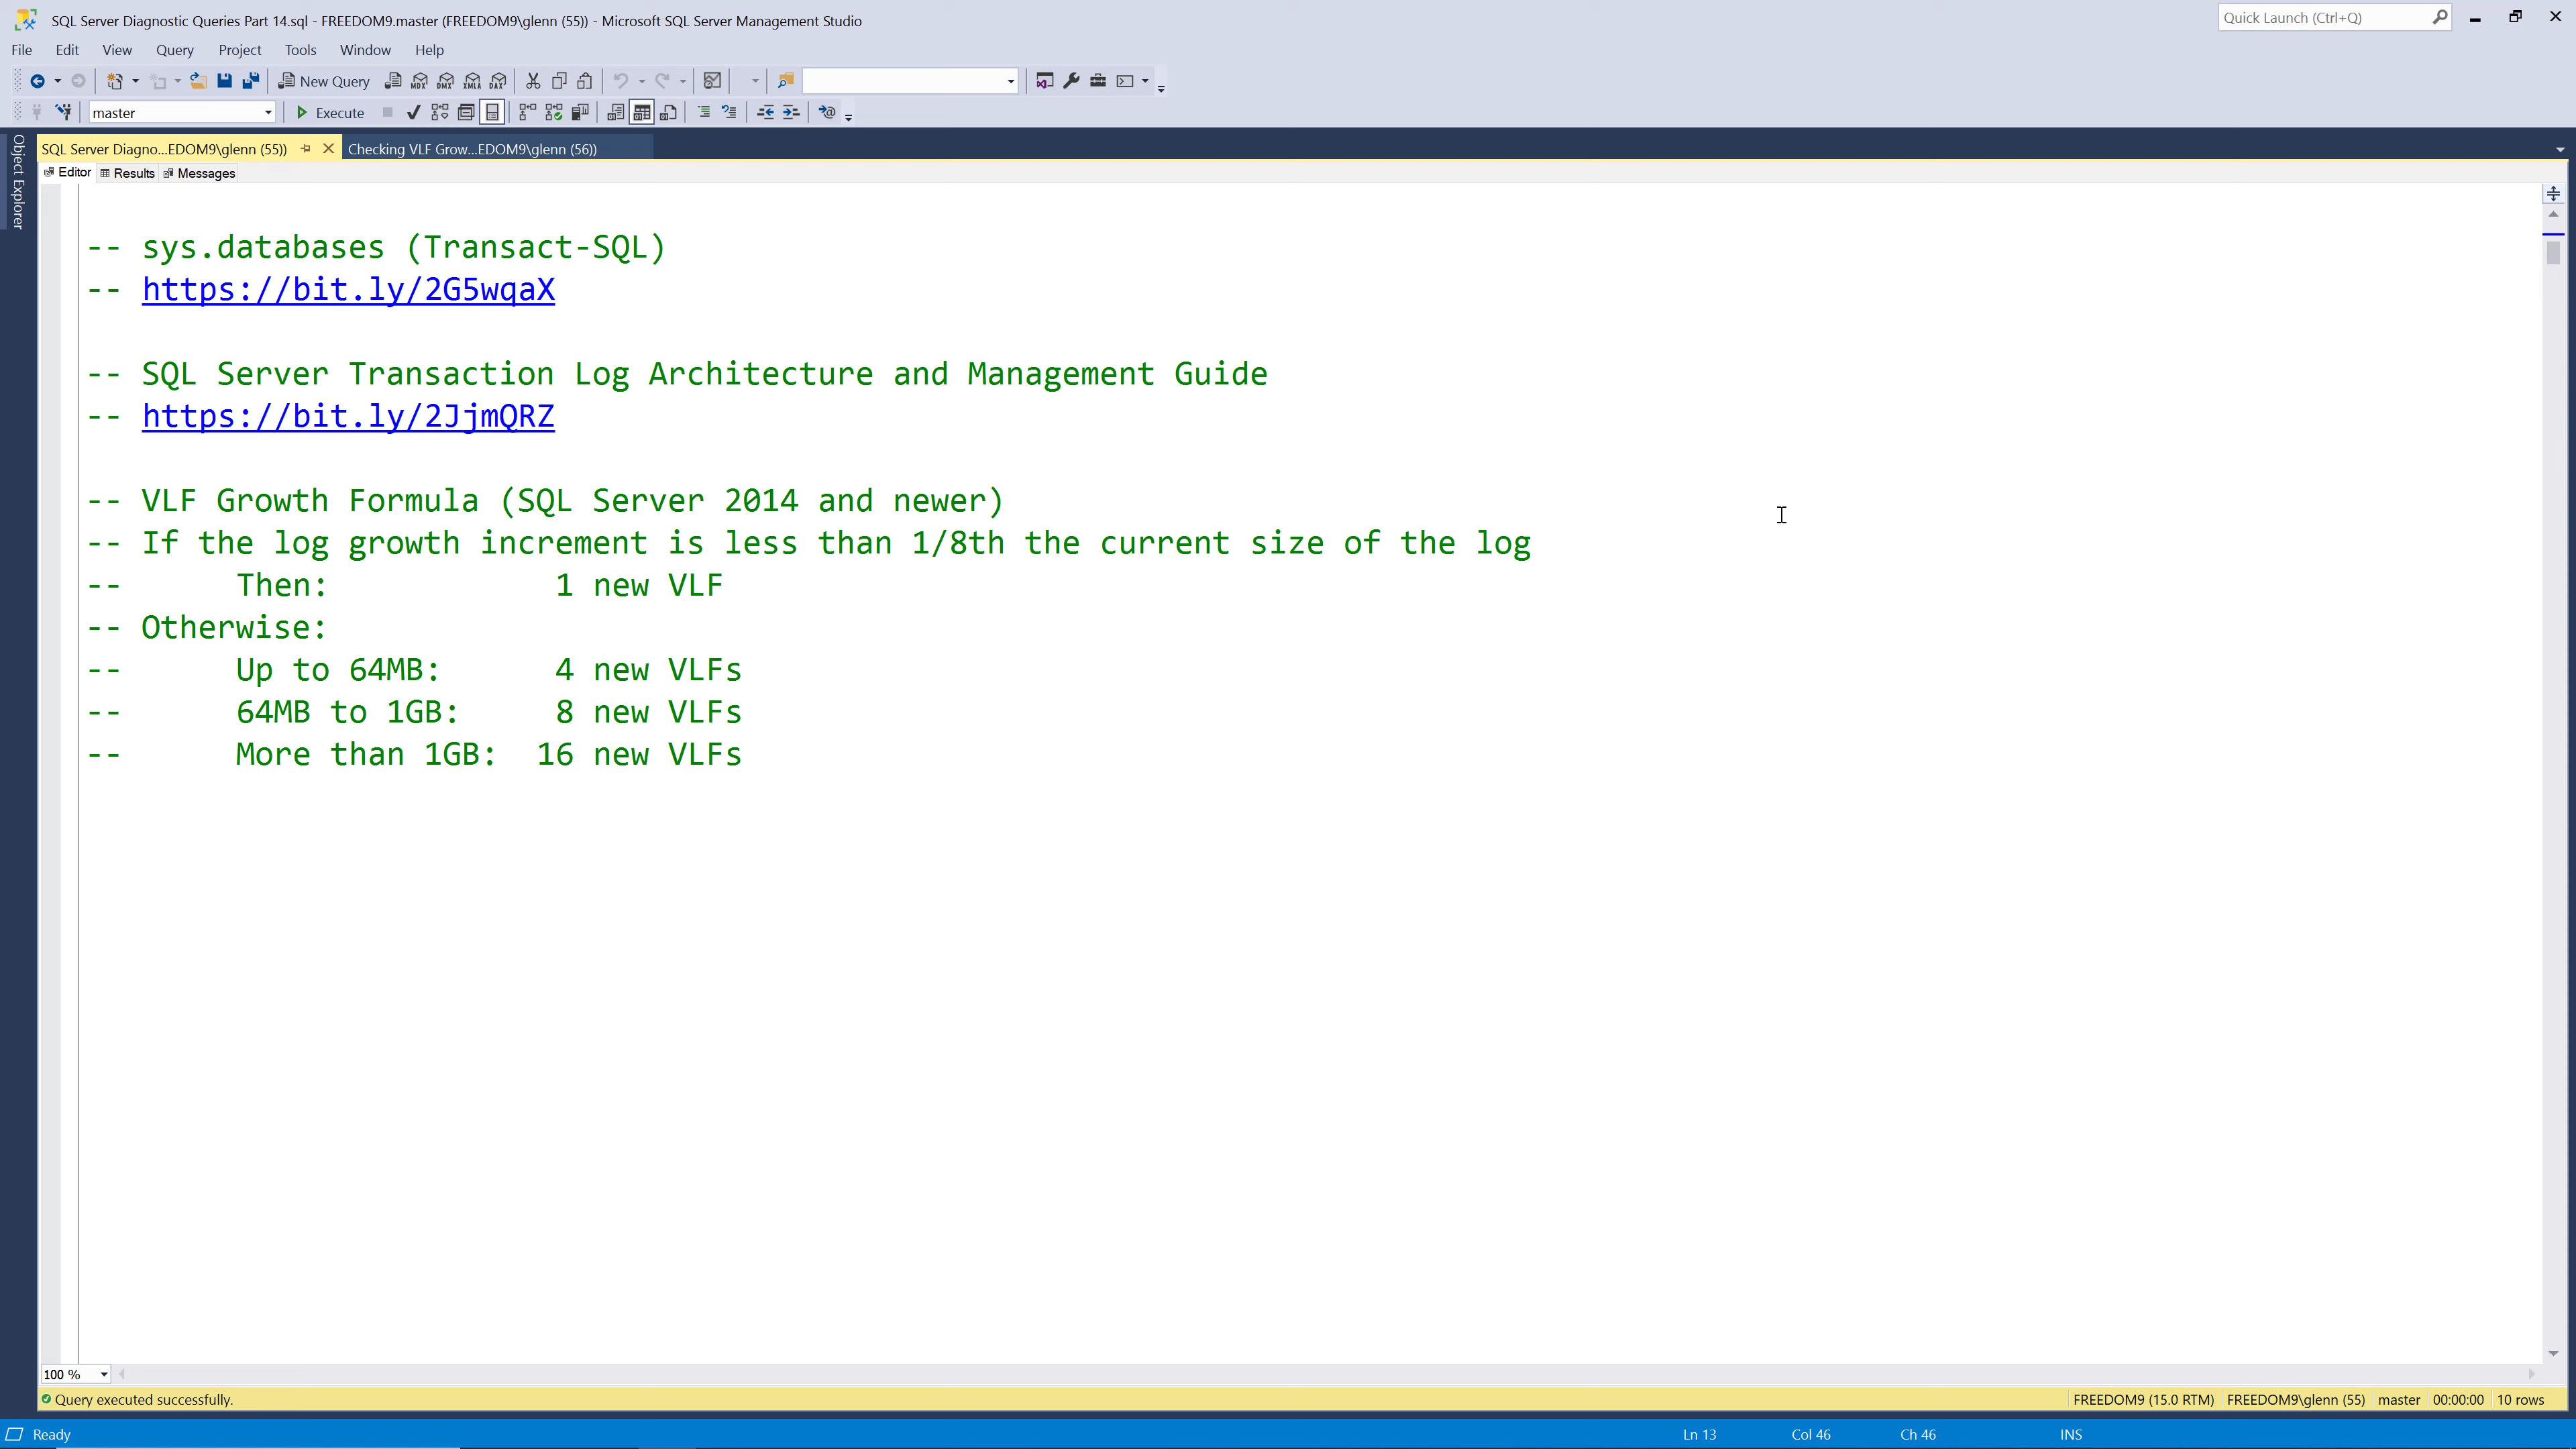 SQL Server Diagnostic Queries Part 14.sql - FREEDOM9.master (FREEDOM9\glenn (55)) - Microsoft SQL Server Management Studio
Quick Launch (Ctrl+Q)
File Edit View Query Project Tools Window Help
New Query MDX DMX XMLA DAX
master Execute
Object Explorer
SQL Server Diagno...EDOM9\glenn (55)) Checking VLF Grow...EDOM9\glenn (56))
Editor Results Messages
-- sys.databases (Transact-SQL)
-- https://bit.ly/2G5wqaX
-- SQL Server Transaction Log Architecture and Management Guide
-- https://bit.ly/2JjmQRZ
-- VLF Growth Formula (SQL Server 2014 and newer)
-- If the log growth increment is less than 1/8th the current size of the log
-- Then: 1 new VLF
-- Otherwise:
-- Up to 64MB: 4 new VLFs
-- 64MB to 1GB: 8 new VLFs
-- More than 1GB: 16 new VLFs
100 %
Query executed successfully. FREEDOM9 (15.0 RTM) FREEDOM9\glenn (55) master 00:00:00 10 rows
Ready Ln 13 Col 46 Ch 46 INS